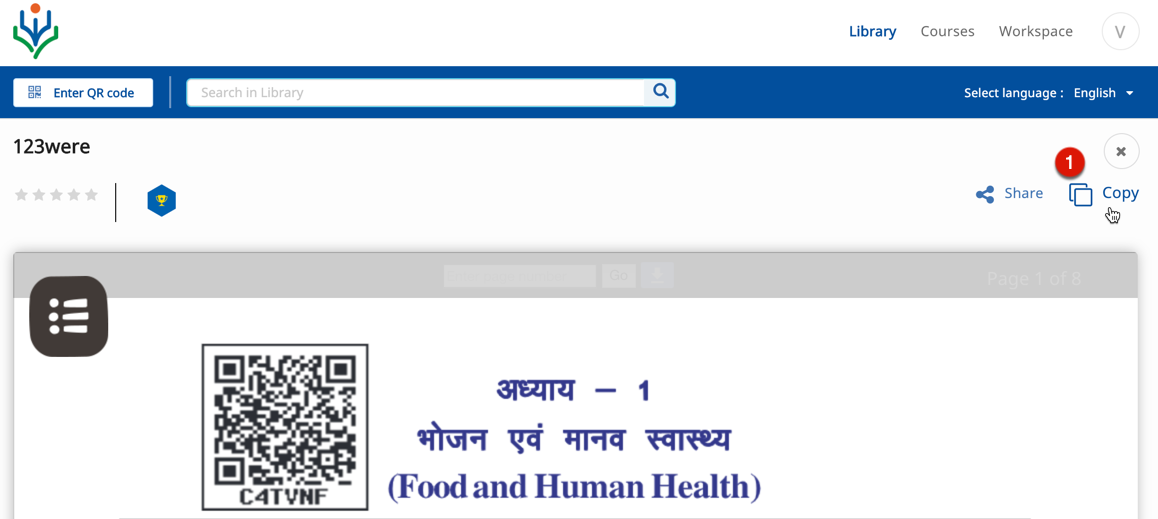 Library Courses Workspace V
Enter QR code Search in Library Select language : English
123were
1
Share Copy
Go Page 1 of 8
अध्याय – 1
भोजन एवं मानव स्वास्थ्य
(Food and Human Health)
C4TVNF